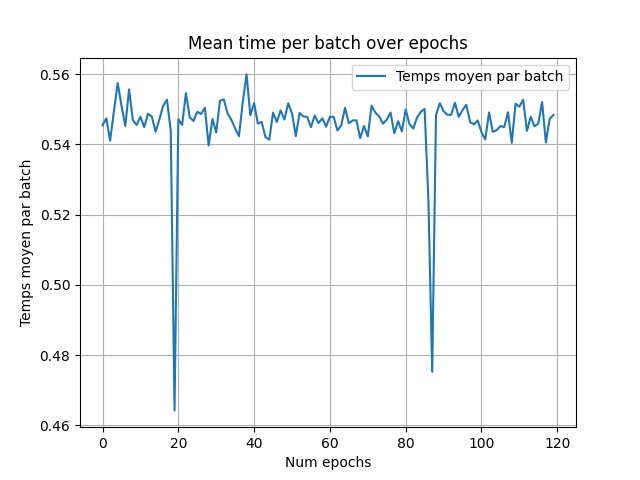 Mean time per batch over epochs
Temps moyen par batch
0.56
0.54
0.52
0.50
0.48
0.46
Temps moyen par batch
0 20 40 60 80 100 120
Num epochs